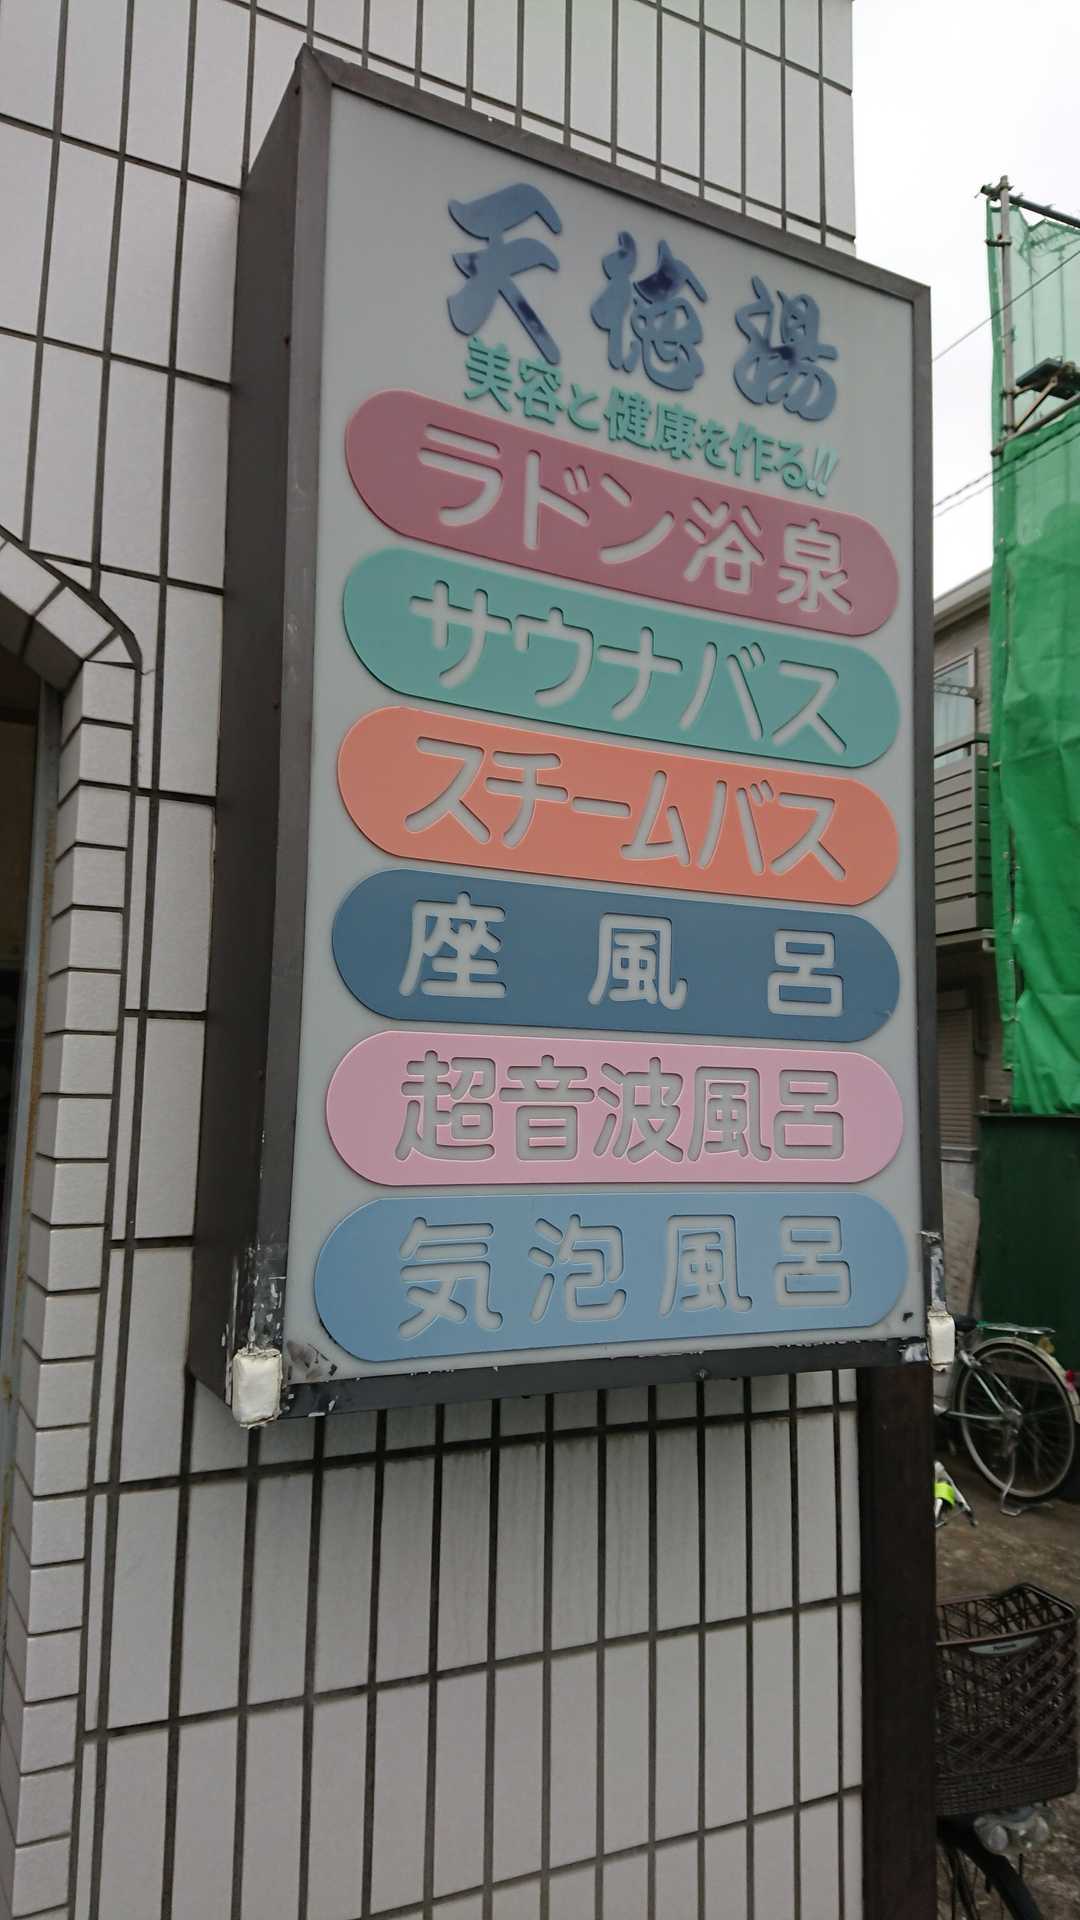 天徳湯
美容と健康を作る!!
ラドン浴泉
サウナバス
スチームバス
座風呂
超音波風呂
気泡風呂